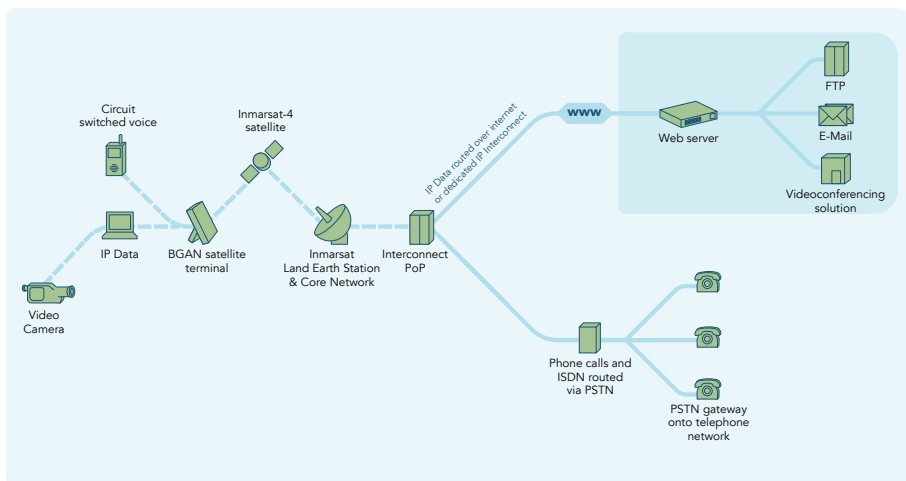 Circuit
switched voice
Inmarsat-4
satellite
IP Data routed over internet
or dedicated IP Interconnect
www
FTP
Web server
E-Mail
Videoconferencing
solution
IP Data
BGAN satellite
terminal
Inmarsat
Land Earth Station
& Core Network
Interconnect
PoP
Video
Camera
Phone calls and
ISDN routed
via PSTN
PSTN gateway
onto telephone
network